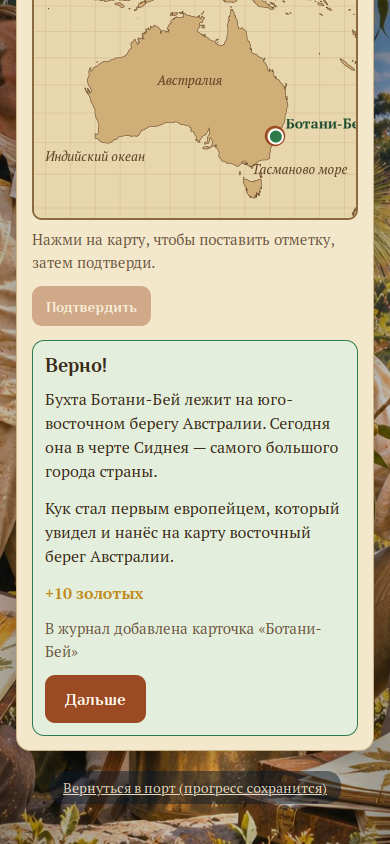 Австралия
Ботани-Бе
Индийский океан
Тасманово море
Нажми на карту, чтобы поставить отметку,
затем подтверди.
Подтвердить
Верно!
Бухта Ботани-Бей лежит на юго-
восточном берегу Австралии. Сегодня
она в черте Сиднея — самого большого
города страны.
Кук стал первым европейцем, который
увидел и нанёс на карту восточный
берег Австралии.
+10 золотых
В журнал добавлена карточка «Ботани-
Бей»
Дальше
Вернуться в порт (прогресс сохранится)